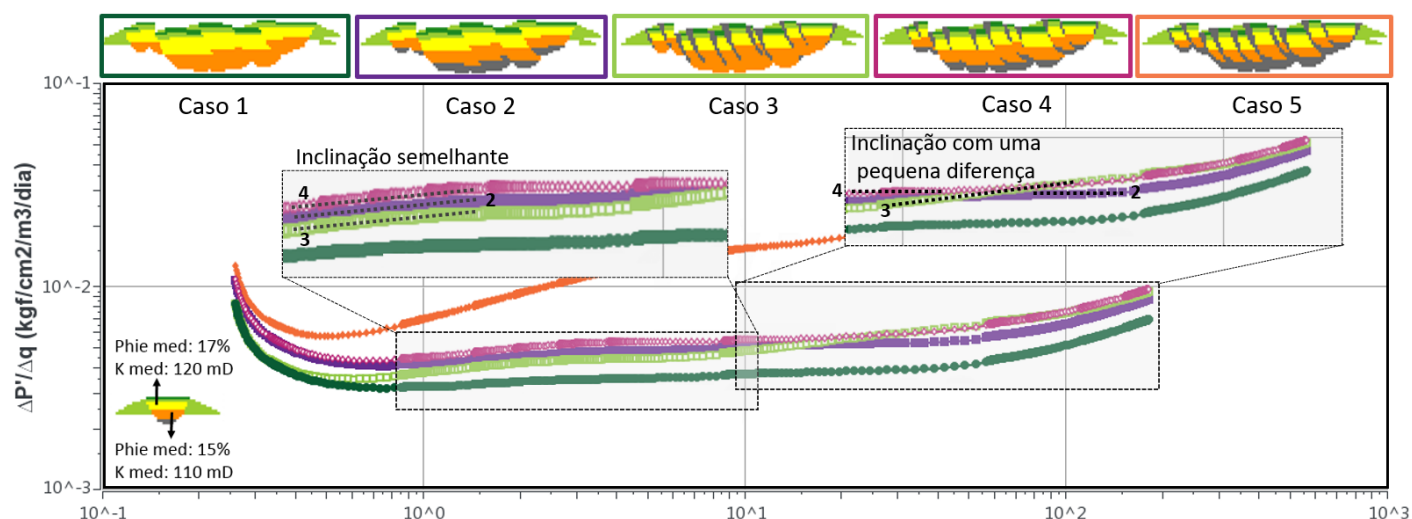 10^-1
Caso 1
Caso 2
Caso 3
Caso 4
Caso 5
Inclinação semelhante
4
2
3
Inclinação com uma
pequena diferença
4
3
2
ΔP'/Δq (kgf/cm2/m3/dia)
10^-2
Phie med: 17%
K med: 120 mD
Phie med: 15%
K med: 110 mD
10^-3
10^-1
10^0
10^1
10^2
10^3